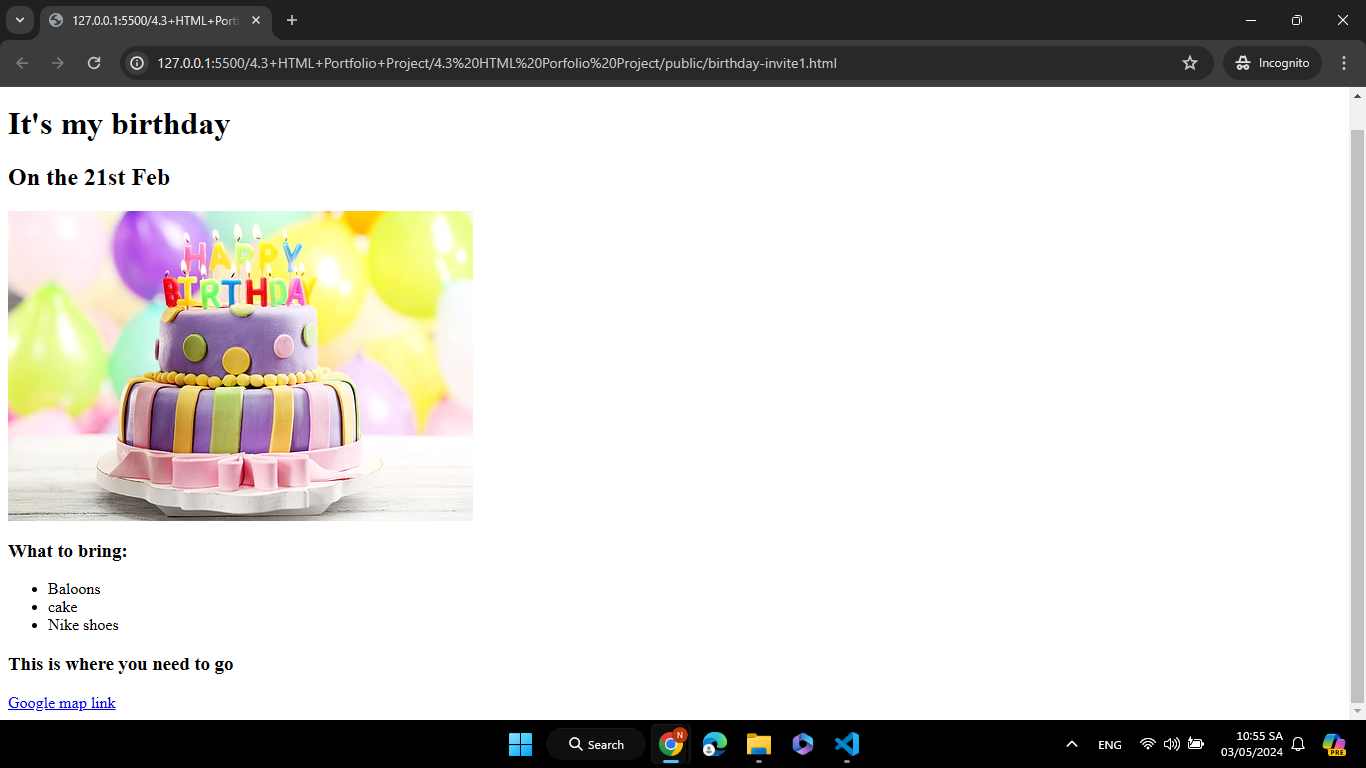 127.0.0.1:5500/4.3+HTML+Port
127.0.0.1:5500/4.3+HTML+Portfolio+Project/4.3%20HTML%20Porfolio%20Project/public/birthday-invite1.html
Incognito
It's my birthday
On the 21st Feb
HAPPY
BIRTHDAY
What to bring:
Baloons
cake
Nike shoes
This is where you need to go
Google map link
Search
N
ENG
10:55 SA
03/05/2024
PRE